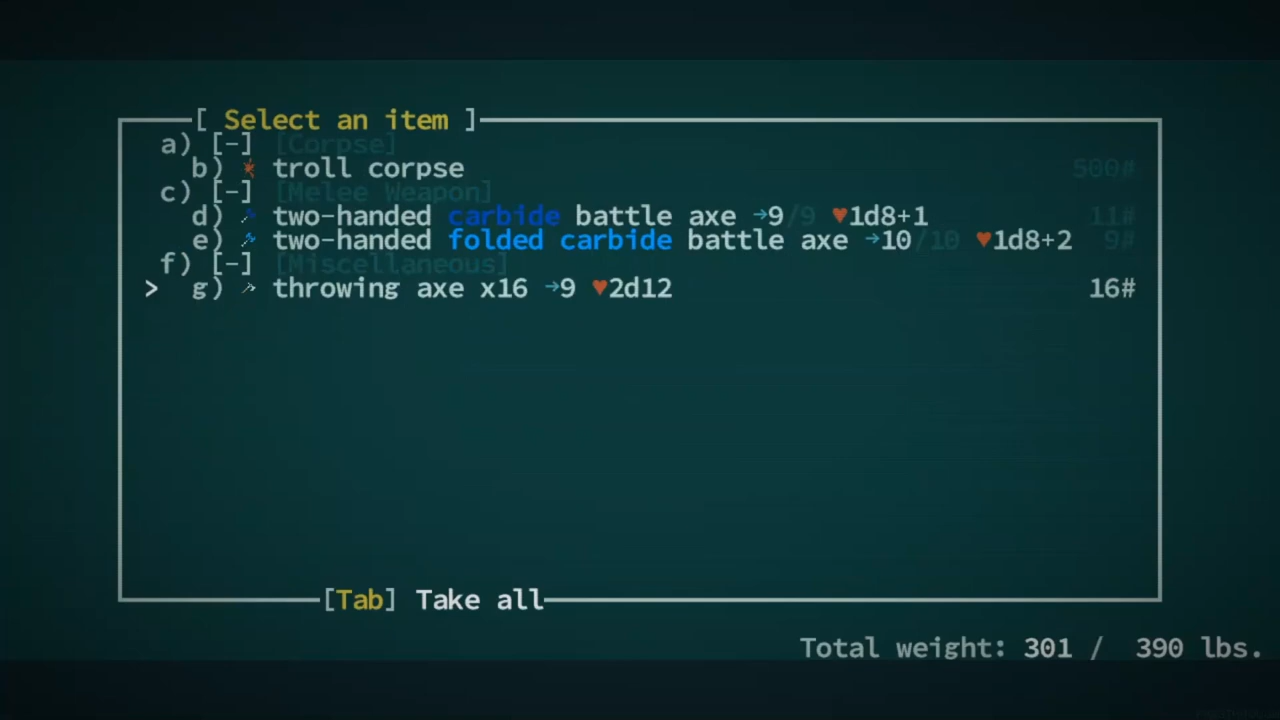 [ Select an item ]
a) [-] [Corpse]
b) troll corpse 500#
c) [-] [Melee Weapon]
d) two-handed carbide battle axe →9/9 ♥1d8+1 11#
e) two-handed folded carbide battle axe →10/10 ♥1d8+2 9#
f) [-] [Miscellaneous]
> g) throwing axe x16 →9 ♥2d12 16#
[Tab] Take all
Total weight: 301 / 390 lbs.